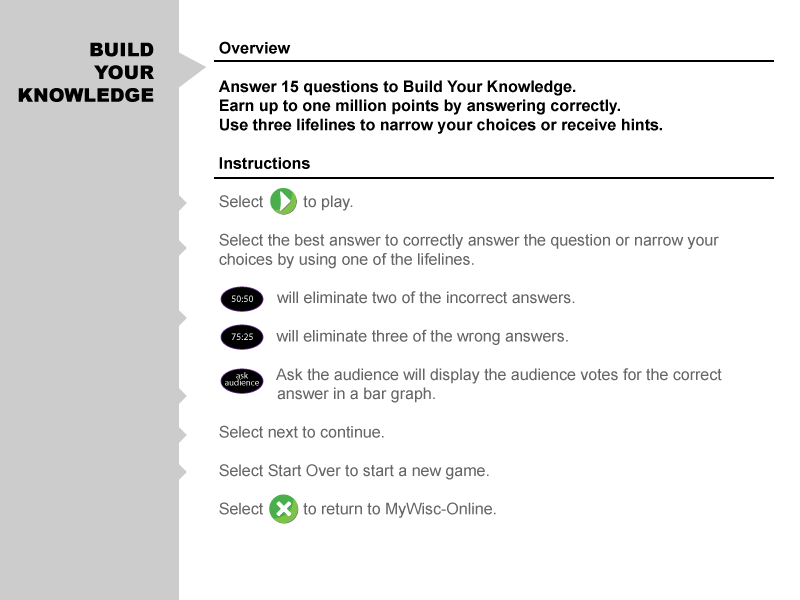 BUILD
YOUR
KNOWLEDGE
Overview
Answer 15 questions to Build Your Knowledge.
Earn up to one million points by answering correctly.
Use three lifelines to narrow your choices or receive hints.
Instructions
Select to play.
Select the best answer to correctly answer the question or narrow your
choices by using one of the lifelines.
50:50 will eliminate two of the incorrect answers.
75:25 will eliminate three of the wrong answers.
ask
audience
Ask the audience will display the audience votes for the correct
answer in a bar graph.
Select next to continue.
Select Start Over to start a new game.
Select to return to MyWisc-Online.